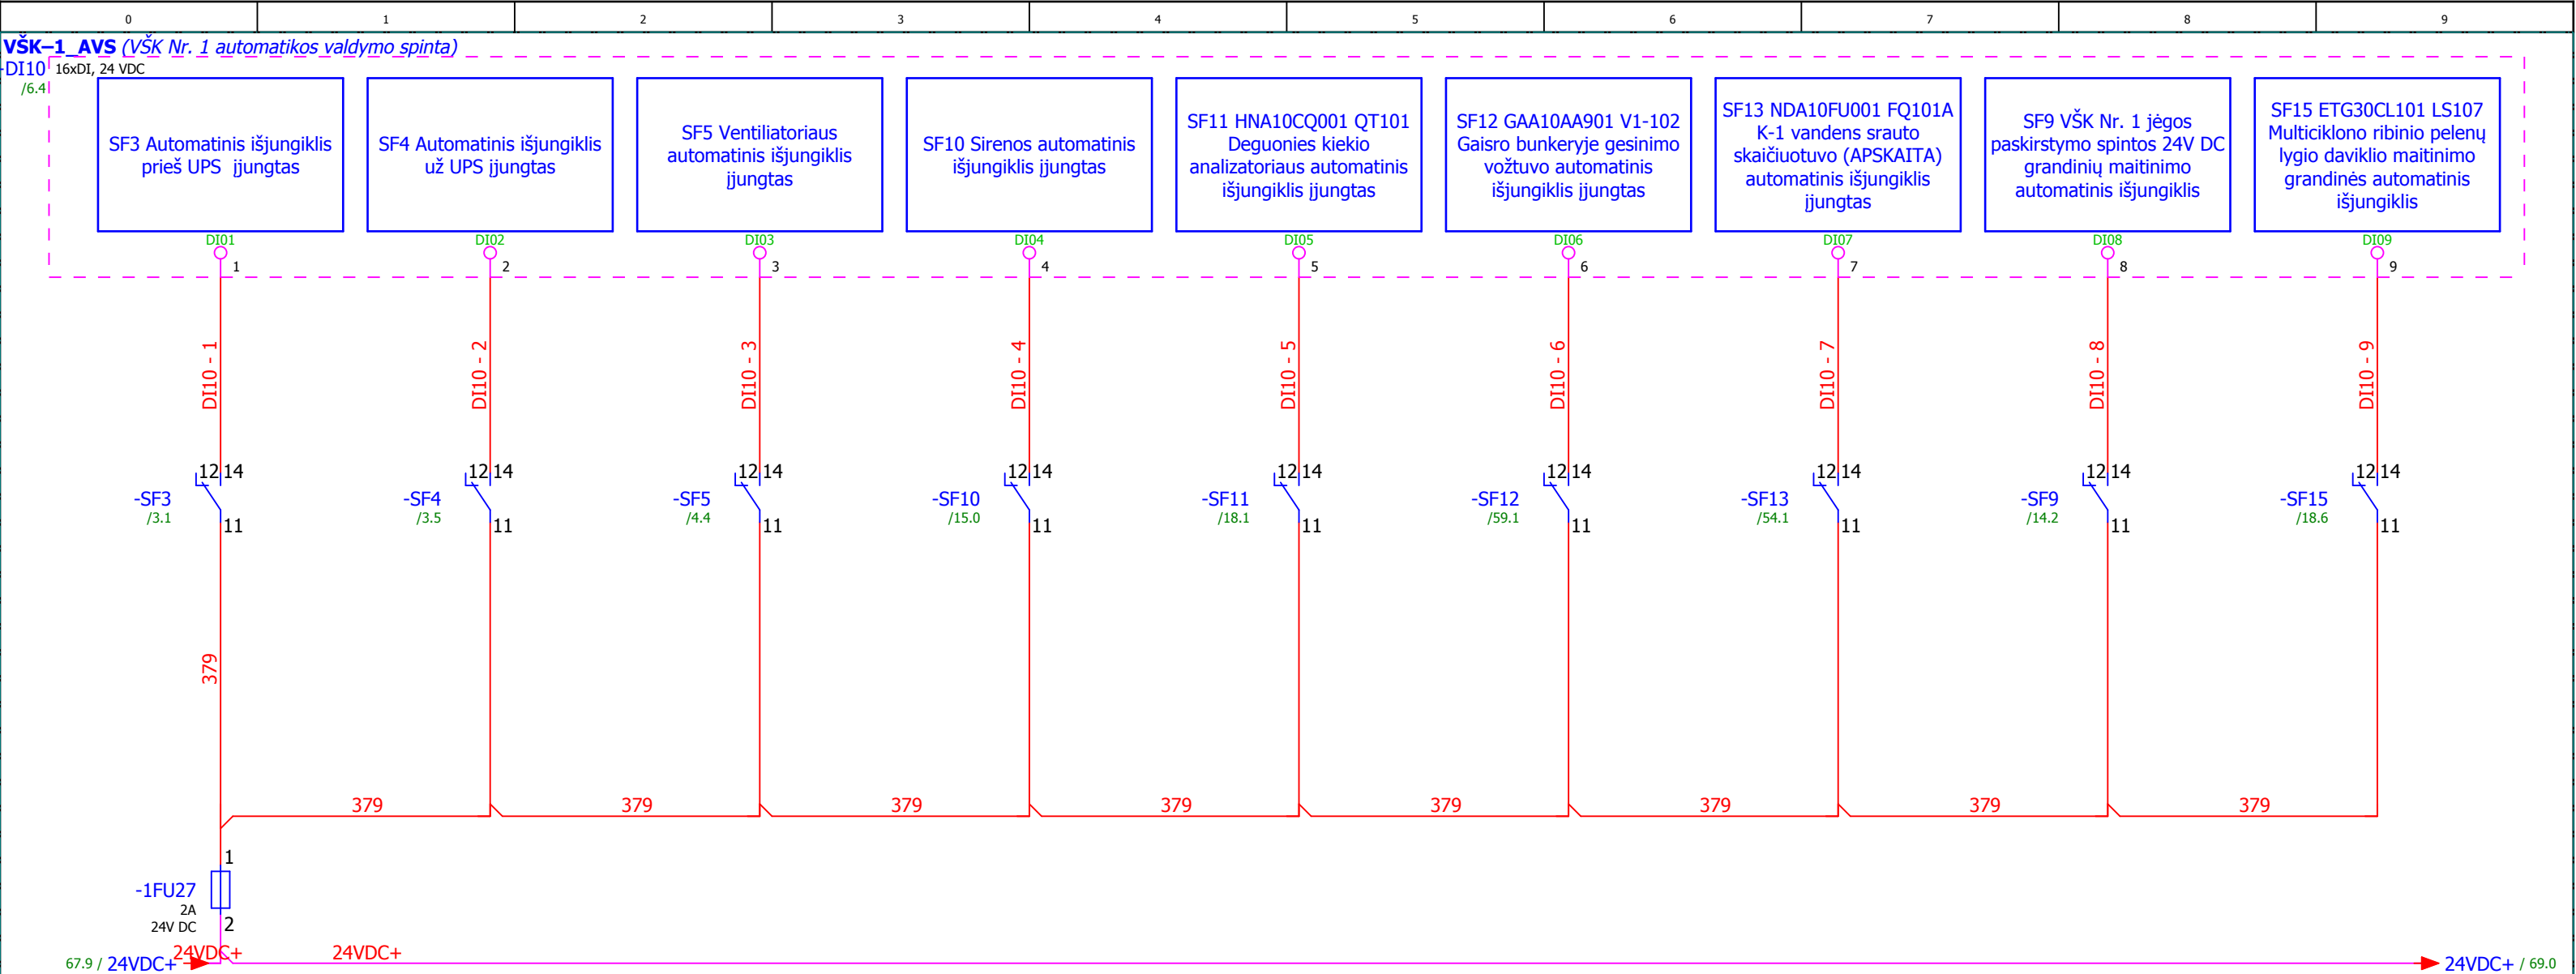 0 1 2 3 4 5 6 7 8 9
VŠK–1_AVS (VŠK Nr. 1 automatikos valdymo spinta)
-DI10 16xDI, 24 VDC
/6.4
SF3 Automatinis išjungiklis
prieš UPS įjungtas
SF4 Automatinis išjungiklis
už UPS įjungtas
SF5 Ventiliatoriaus
automatinis išjungiklis
įjungtas
SF10 Sirenos automatinis
išjungiklis įjungtas
SF11 HNA10CQ001 QT101
Deguonies kiekio
analizatoriaus automatinis
išjungiklis įjungtas
SF12 GAA10AA901 V1-102
Gaisro bunkeryje gesinimo
vožtuvo automatinis
išjungiklis įjungtas
SF13 NDA10FU001 FQ101A
K-1 vandens srauto
skaičiuotuvo (APSKAITA)
automatinis išjungiklis
įjungtas
SF9 VŠK Nr. 1 jėgos
paskirstymo spintos 24V DC
grandinių maitinimo
automatinis išjungiklis
SF15 ETG30CL101 LS107
Multiciklono ribinio pelenų
lygio daviklio maitinimo
grandinės automatinis
išjungiklis
DI01 DI02 DI03 DI04 DI05 DI06 DI07 DI08 DI09
1 2 3 4 5 6 7 8 9
DI10 - 1 DI10 - 2 DI10 - 3 DI10 - 4 DI10 - 5 DI10 - 6 DI10 - 7 DI10 - 8 DI10 - 9
12 14 12 14 12 14 12 14 12 14 12 14 12 14 12 14 12 14
-SF3 -SF4 -SF5 -SF10 -SF11 -SF12 -SF13 -SF9 -SF15
/3.1 /3.5 /4.4 /15.0 /18.1 /59.1 /54.1 /14.2 /18.6
11 11 11 11 11 11 11 11 11
379
379 379 379 379 379 379 379 379
1
-1FU27
2A
24V DC
2
24VDC+ 24VDC+
67.9 / 24VDC+ 24VDC+ / 69.0